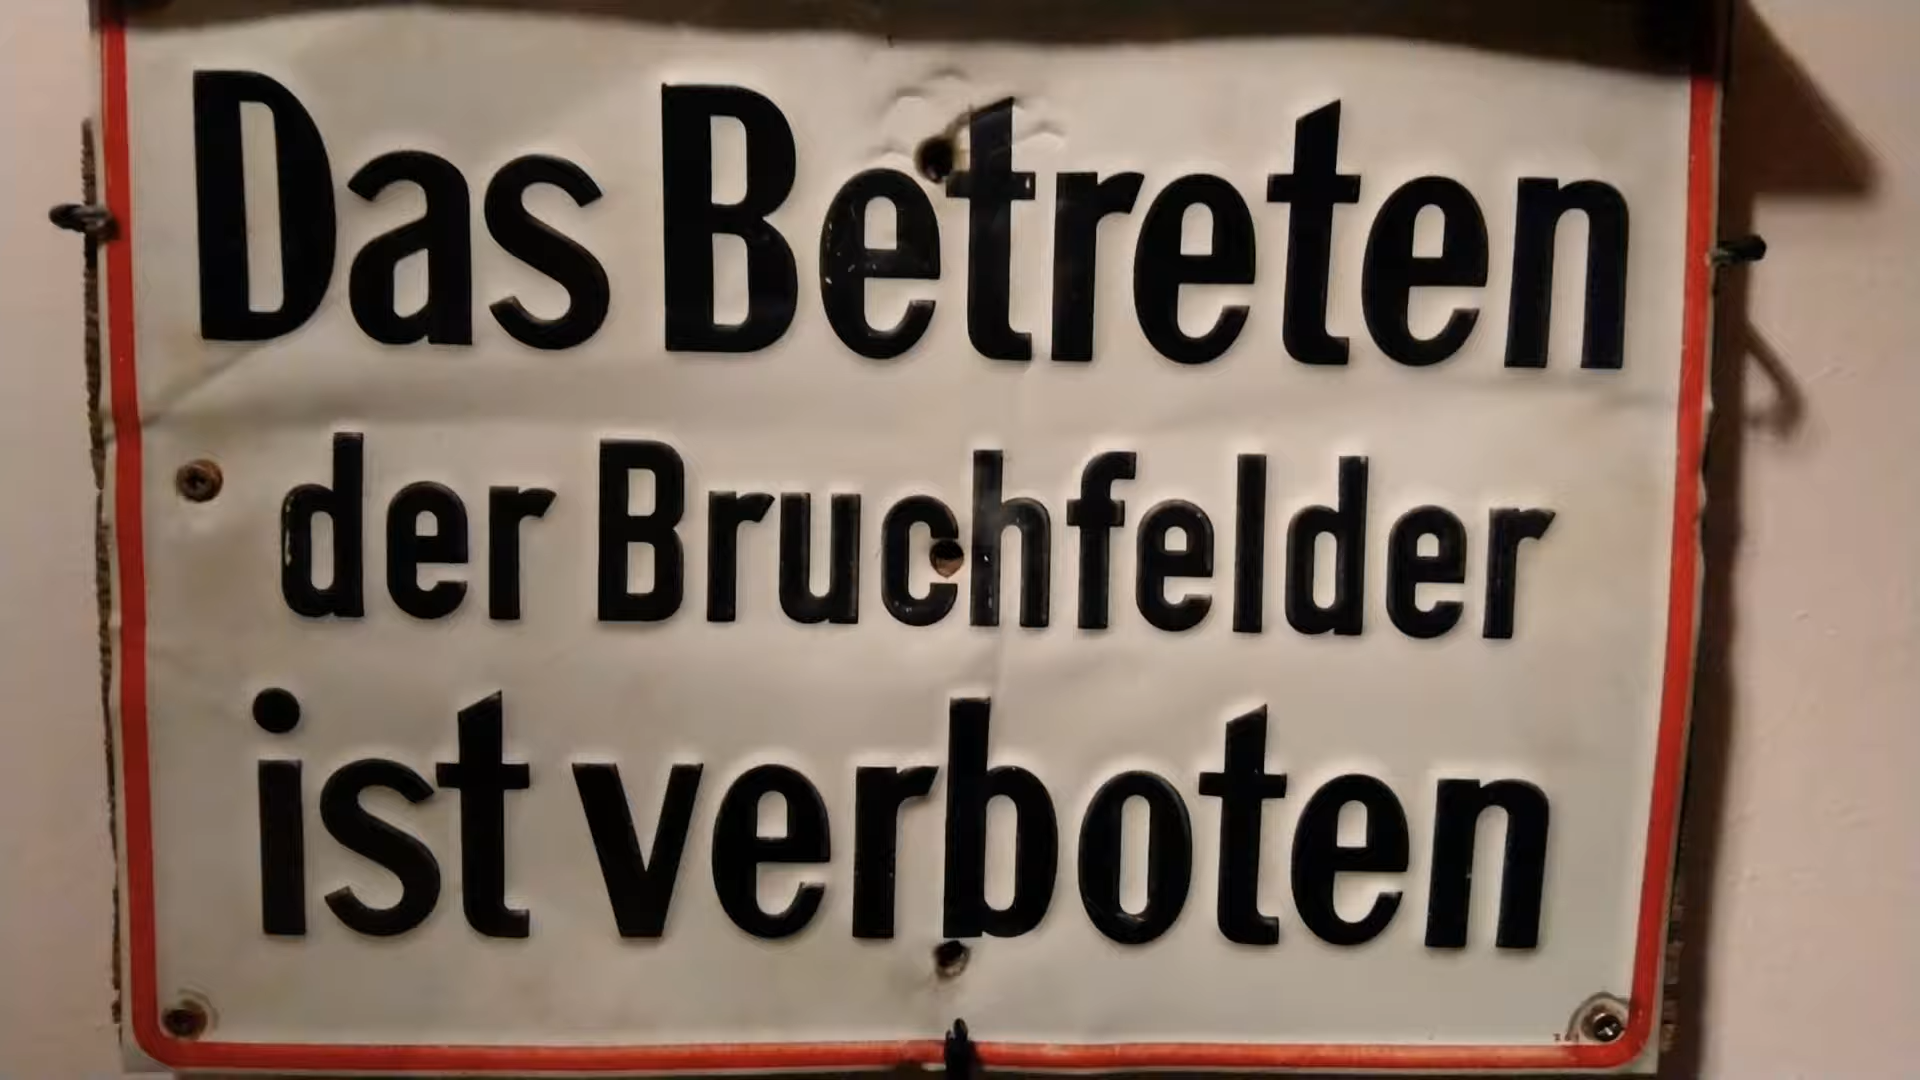 Das Betreten
der Bruchfelder
ist verboten